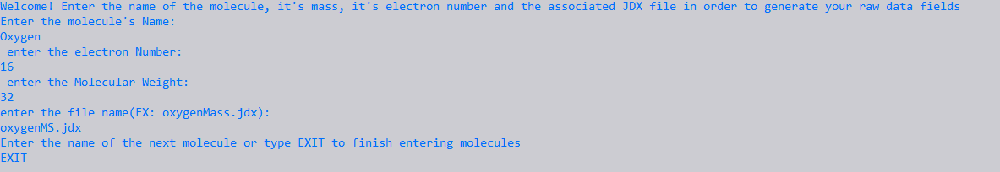 Welcome! Enter the name of the molecule, it's mass, it's electron number and the associated JDX file in order to generate your raw data fields
Enter the molecule's Name:
Oxygen
 enter the electron Number:
16
 enter the Molecular Weight:
32
enter the file name(EX: oxygenMass.jdx):
oxygenMS.jdx
Enter the name of the next molecule or type EXIT to finish entering molecules
EXIT